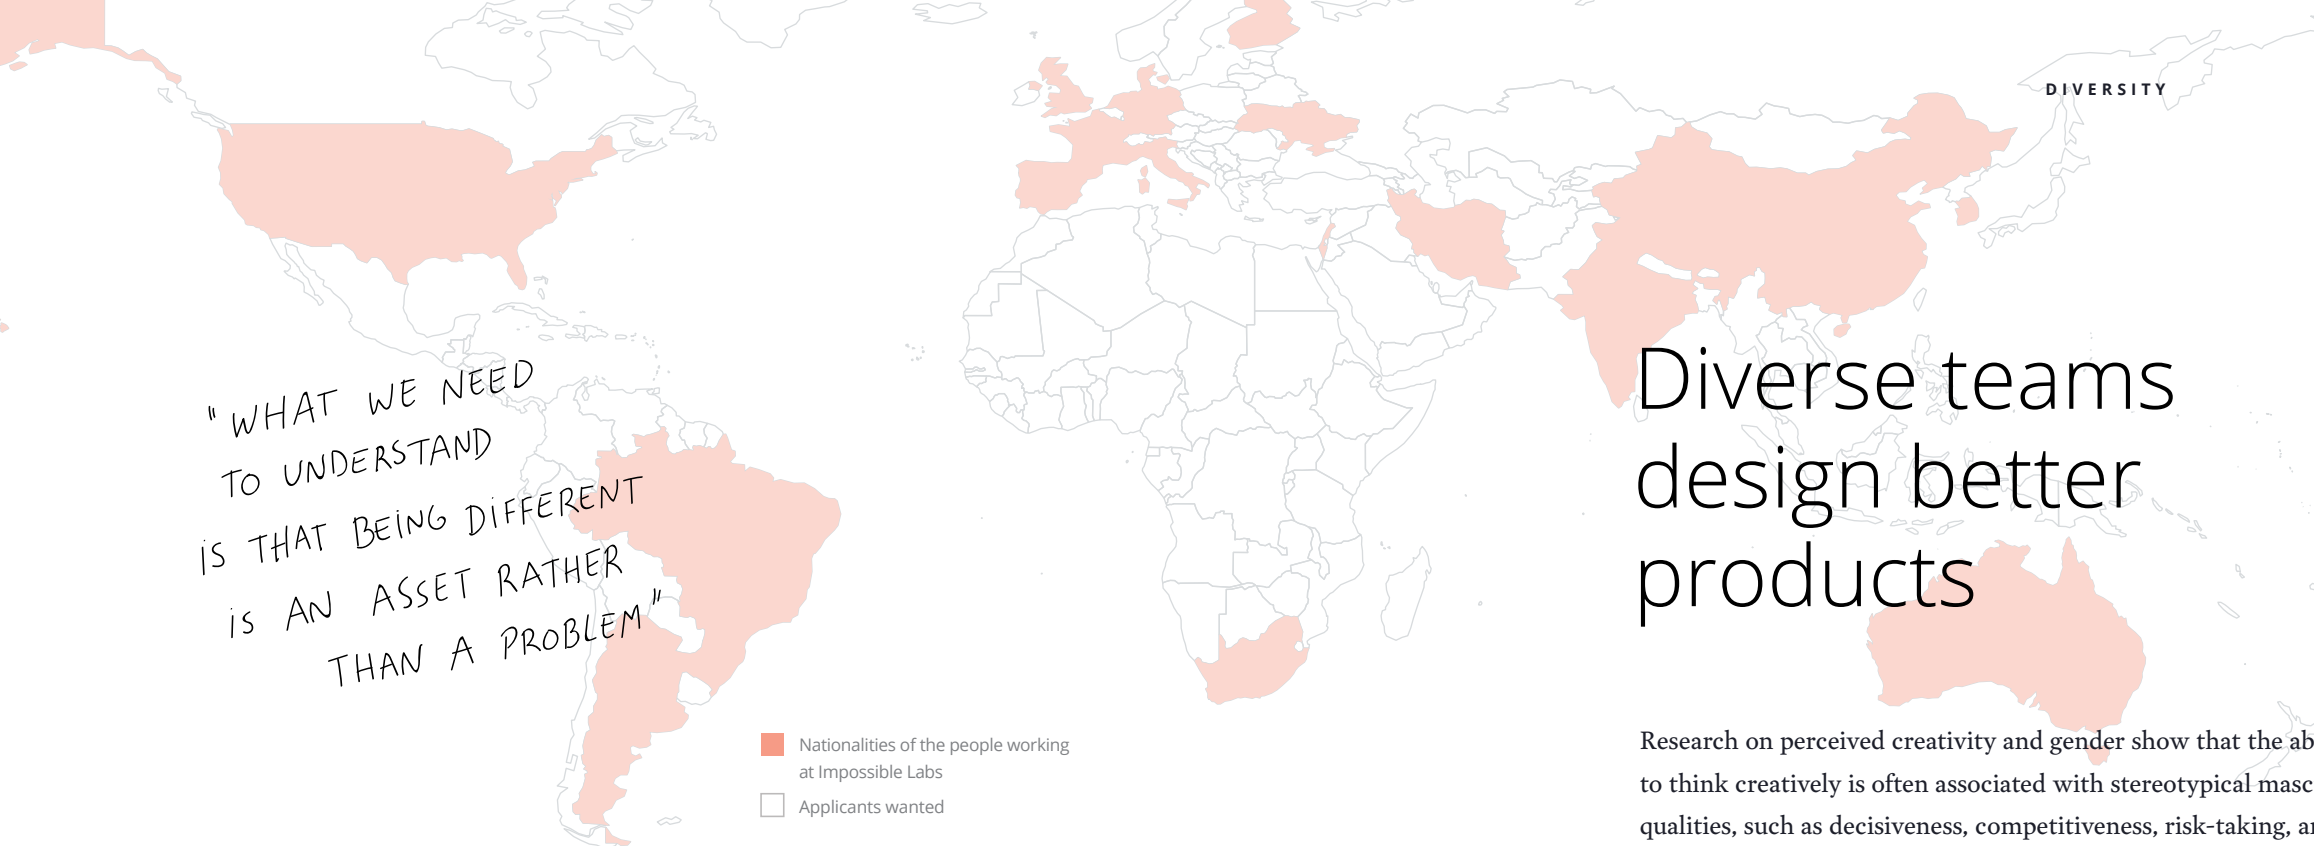 DIVERSITY
"WHAT WE NEED
TO UNDERSTAND
iS THAT BEiNG DiFFERENT
iS AN ASSET RATHER
THAN A PROBLEM"
Diverse teams
design better
products
Nationalities of the people working
at Impossible Labs
Applicants wanted
Research on perceived creativity and gender show that the ab
to think creatively is often associated with stereotypical masc
qualities, such as decisiveness, competitiveness, risk-taking,